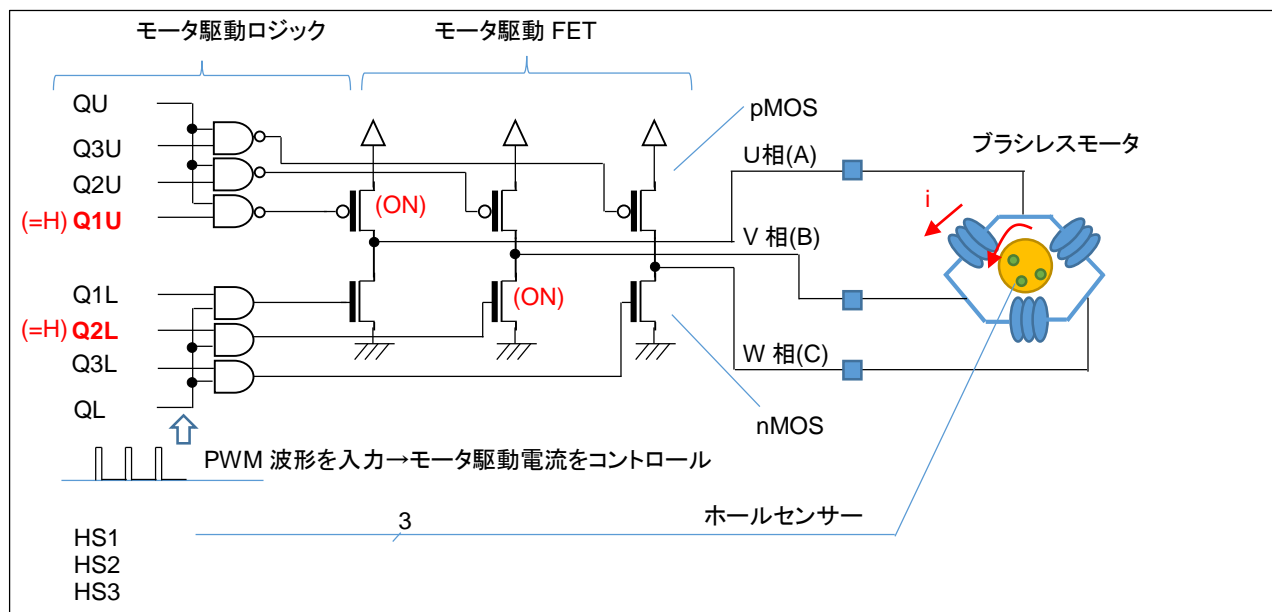 モータ駆動ロジック
モータ駆動 FET
QU
Q3U
Q2U
(=H) Q1U
Q1L
(=H) Q2L
Q3L
QL
(ON)
(ON)
pMOS
nMOS
U相(A)
V 相(B)
W 相(C)
ブラシレスモータ
i
PWM 波形を入力→モータ駆動電流をコントロール
ホールセンサー
3
HS1
HS2
HS3